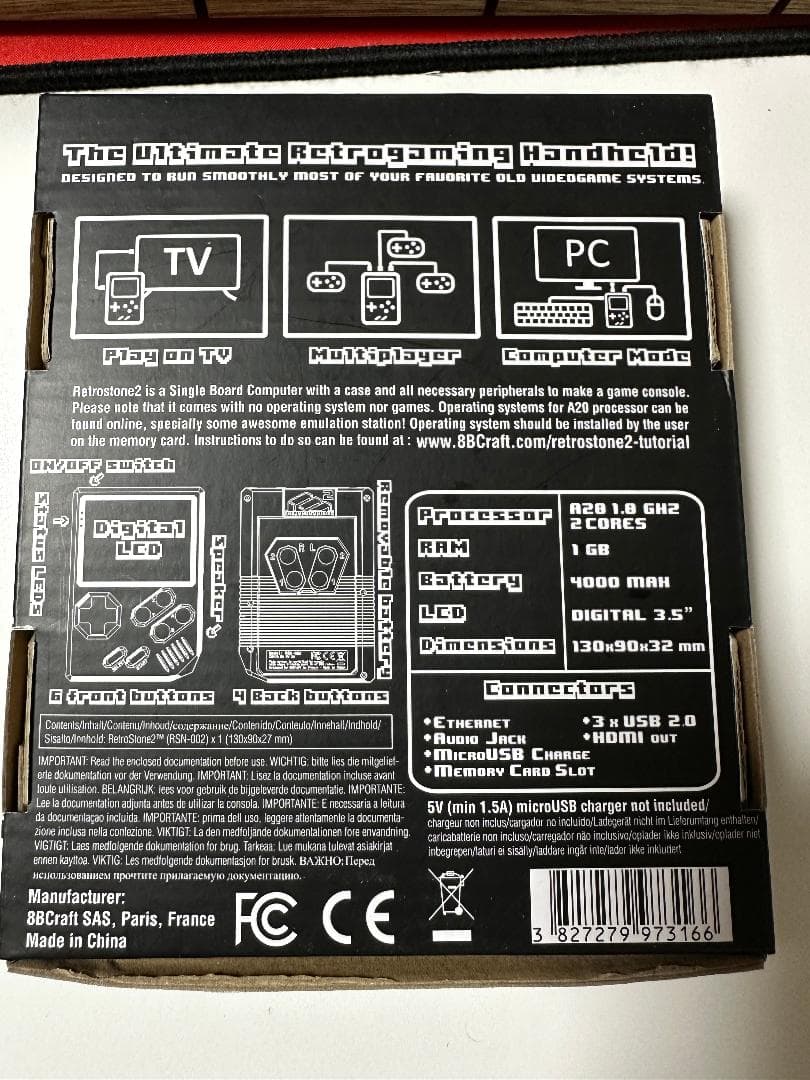 The Ultimate Retrogaming Handheld!
DESIGNED TO RUN SMOOTHLY MOST OF YOUR FAVORITE OLD VIDEOGAME SYSTEMS.
TV
PC
Play on TV
Multiplayer
Computer Mode
Retrostone2 is a Single Board Computer with a case and all necessary peripherals to make a game console.
Please note that it comes with no operating system nor games. Operating systems for A20 processor can be
found online, specially some awesome emulation station! Operating system should be installed by the user
on the memory card. Instructions to do so can be found at : www.8BCraft.com/retrostone2-tutorial
ON/OFF switch
Status LEDs
Digital
LCD
Speaker
2
R L
2 2
1 1
Removable battery
6 front buttons
4 Back buttons
Processor A20 1.0 GHZ
2 CORES
RAM 1 GB
Battery 4000 MAH
LCD DIGITAL 3.5"
Dimensions 130x90x32 mm
Connectors
ETHERNET
3 x USB 2.0
AUDIO JACK
HDMI OUT
MICROUSB CHARGE
MEMORY CARD SLOT
Contents/Inhalt/Contenu/Inhoud/содержание/Contenido/Conteuto/Innehall/Indhold/
Sisalto/Innhold: RetroStone2™ (RSN-002) x 1 (130x90x27 mm)
IMPORTANT: Read the enclosed documentation before use. WICHTIG: bitte lies die mitgelief-
erte dokumentation vor der Verwendung. IMPORTANT: Lisez la documentation incluse avant
toute utilisation. BELANGRIJK: lees voor gebruik de bijgeleverde documentatie. IMPORTANTE:
Lee la documentation adjunta antes de utilizar la consola. IMPORTANTE: E necessaria a leitura
da documentaçao incluida. IMPORTANTE: prima dell uso, leggere attentamente la documenta-
zione inclusa nella confezione. VIKTIGT: La den medfoljande dokumentationen fore anvandning.
VIGTIGT: Laes medfolgende documentation for brug. Tarkeaa: Lue mukana tulevat asiakirjat
ennen kayttoa. VIKTIG: Les medfolgende dokumentasjon for brusk. ВАЖНО: Перед
использованием прочтите прилагаемую документацию.
5V (min 1.5A) microUSB charger not included/
chargeur non inclus/cargador no incluido/Ladegerät nicht im Lieferumfang enthalten/
caricabatterie non incluso/carregador não inclusivo/oplader ikke inklusiv/oplader niet
inbegrepen/laturi ei sisälly/laddare ingår inte/lader ikke inkludert
Manufacturer:
8BCraft SAS, Paris, France
Made in China
FC CE
3 827279 973166